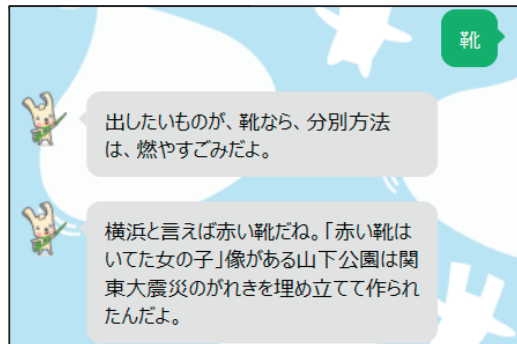 靴
出したいものが、靴なら、分別方法
は、燃やすごみだよ。
横浜と言えば赤い靴だね。「赤い靴は
いてた女の子」像がある山下公園は関
東大震災のがれきを埋め立てて作られ
たんだよ。